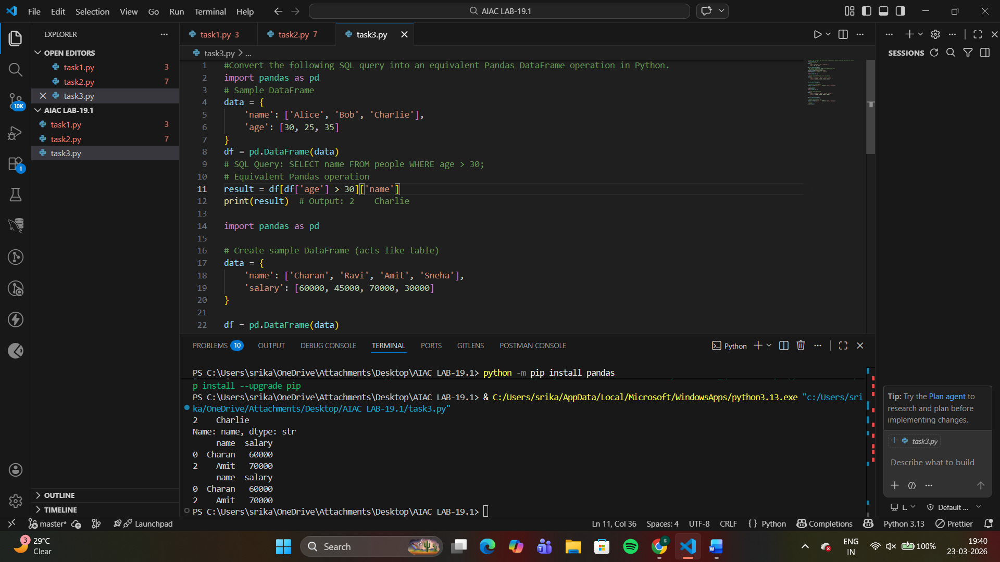 File Edit Selection View Go Run Terminal Help
AIAC LAB-19.1
EXPLORER
OPEN EDITORS
task1.py 3
task2.py 7
task3.py
AIAC LAB-19.1
task1.py 3
task2.py 7
task3.py
OUTLINE
TIMELINE
10K
1
task1.py 3
task2.py 7
task3.py
task3.py > ...
1 #Convert the following SQL query into an equivalent Pandas DataFrame operation in Python.
2 import pandas as pd
3 # Sample DataFrame
4 data = {
5 'name': ['Alice', 'Bob', 'Charlie'],
6 'age': [30, 25, 35]
7 }
8 df = pd.DataFrame(data)
9 # SQL Query: SELECT name FROM people WHERE age > 30;
10 # Equivalent Pandas operation
11 result = df[df['age'] > 30]['name']
12 print(result)  # Output: 2    Charlie
13
14 import pandas as pd
15
16 # Create sample DataFrame (acts like table)
17 data = {
18 'name': ['Charan', 'Ravi', 'Amit', 'Sneha'],
19 'salary': [60000, 45000, 70000, 30000]
20 }
21
22 df = pd.DataFrame(data)
PROBLEMS 10 OUTPUT DEBUG CONSOLE TERMINAL PORTS GITLENS POSTMAN CONSOLE
Python
PS C:\Users\srika\OneDrive\Attachments\Desktop\AIAC LAB-19.1> python -m pip install pandas
p install --upgrade pip
PS C:\Users\srika\OneDrive\Attachments\Desktop\AIAC LAB-19.1> & C:/Users/srika/AppData/Local/Microsoft/WindowsApps/python3.13.exe "c:/Users/sri
ka/OneDrive/Attachments/Desktop/AIAC LAB-19.1/task3.py"
2    Charlie
Name: name, dtype: str
     name  salary
0  Charan   60000
2    Amit   70000
     name  salary
0  Charan   60000
2    Amit   70000
PS C:\Users\srika\OneDrive\Attachments\Desktop\AIAC LAB-19.1>
SESSIONS
Tip: Try the Plan agent to
research and plan before
implementing changes.
task3.py
Describe what to build
L.
Default ...
master*
Launchpad
Ln 11, Col 36
Spaces: 4
UTF-8
CRLF
{ } Python
Completions
Python 3.13
Prettier
3
29°C
Clear
Search
ENG
IN
100%
19:40
23-03-2026